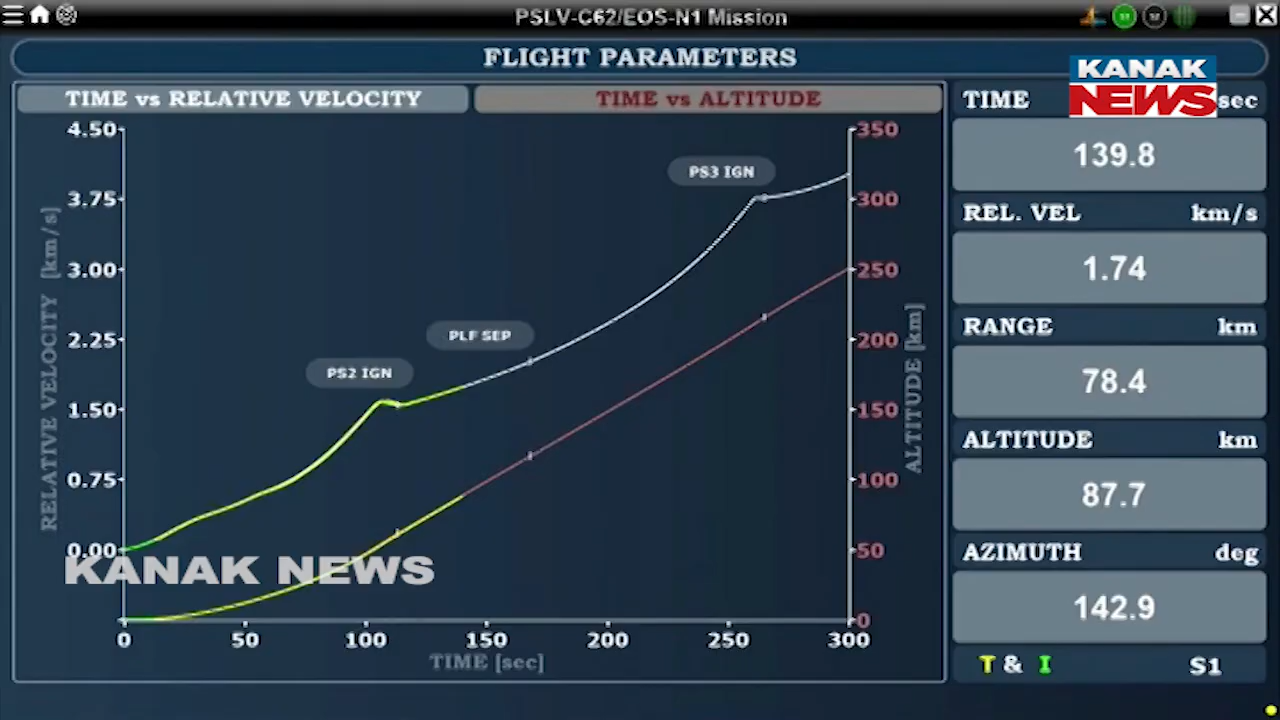 PSLV-C62/EOS-N1 Mission
FLIGHT PARAMETERS
KANAK
NEWS
TIME vs RELATIVE VELOCITY
TIME vs ALTITUDE
4.50
3.75
3.00
2.25
1.50
0.75
0.00
RELATIVE VELOCITY [km/s]
PS2 IGN
PLF SEP
PS3 IGN
350
300
250
200
150
100
50
0
ALTITUDE [km]
KANAK NEWS
0 50 100 150 200 250 300
TIME [sec]
TIME sec
139.8
REL. VEL km/s
1.74
RANGE km
78.4
ALTITUDE km
87.7
AZIMUTH deg
142.9
T & I S1